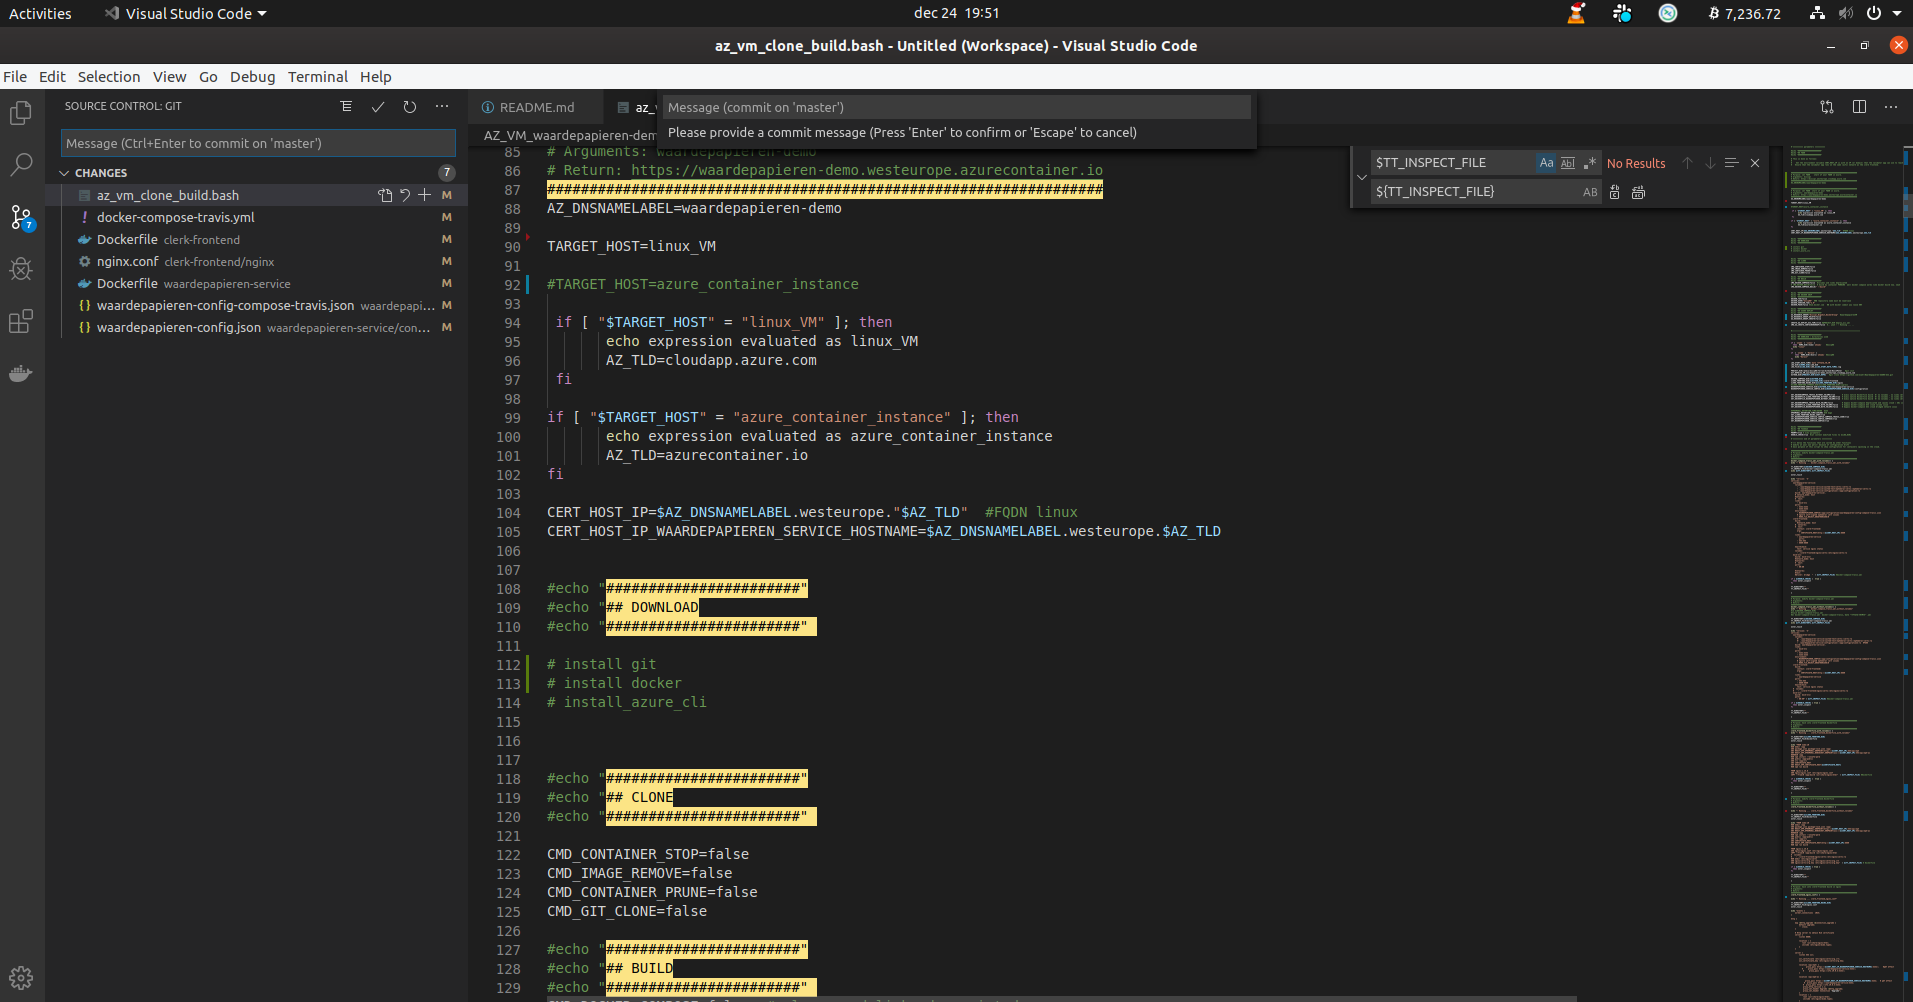 Activities
Visual Studio Code
dec 24 19:51
7,236.72
az_vm_clone_build.bash - Untitled (Workspace) - Visual Studio Code
File Edit Selection View Go Debug Terminal Help
SOURCE CONTROL: GIT
Message (Ctrl+Enter to commit on 'master')
CHANGES 7
az_vm_clone_build.bash M
! docker-compose-travis.yml M
Dockerfile clerk-frontend M
nginx.conf clerk-frontend/nginx M
Dockerfile waardepapieren-service M
{} waardepapieren-config-compose-travis.json waardepapi... M
{} waardepapieren-config.json waardepapieren-service/con... M
7
README.md
az_v
Message (commit on 'master')
Please provide a commit message (Press 'Enter' to confirm or 'Escape' to cancel)
AZ_VM_waardepapieren-dem
$TT_INSPECT_FILE
Aa
Abl
.*
No Results
${TT_INSPECT_FILE}
AB
85 # Arguments: waardepapieren-demo
86 # Return: https://waardepapieren-demo.westeurope.azurecontainer.io
87 ##################################################################
88 AZ_DNSNAMELABEL=waardepapieren-demo
89
90 TARGET_HOST=linux_VM
91
92 #TARGET_HOST=azure_container_instance
93
94 if [ "$TARGET_HOST" = "linux_VM" ]; then
95 echo expression evaluated as linux_VM
96 AZ_TLD=cloudapp.azure.com
97 fi
98
99 if [ "$TARGET_HOST" = "azure_container_instance" ]; then
100 echo expression evaluated as azure_container_instance
101 AZ_TLD=azurecontainer.io
102 fi
103
104 CERT_HOST_IP=$AZ_DNSNAMELABEL.westeurope."$AZ_TLD" #FQDN linux
105 CERT_HOST_IP_WAARDEPAPIEREN_SERVICE_HOSTNAME=$AZ_DNSNAMELABEL.westeurope.$AZ_TLD
106
107
108 #echo "#######################"
109 #echo "## DOWNLOAD
110 #echo "#######################"
111
112 # install git
113 # install docker
114 # install_azure_cli
115
116
117
118 #echo "#######################"
119 #echo "## CLONE
120 #echo "#######################"
121
122 CMD_CONTAINER_STOP=false
123 CMD_IMAGE_REMOVE=false
124 CMD_CONTAINER_PRUNE=false
125 CMD_GIT_CLONE=false
126
127 #echo "#######################"
128 #echo "## BUILD
129 #echo "#######################"